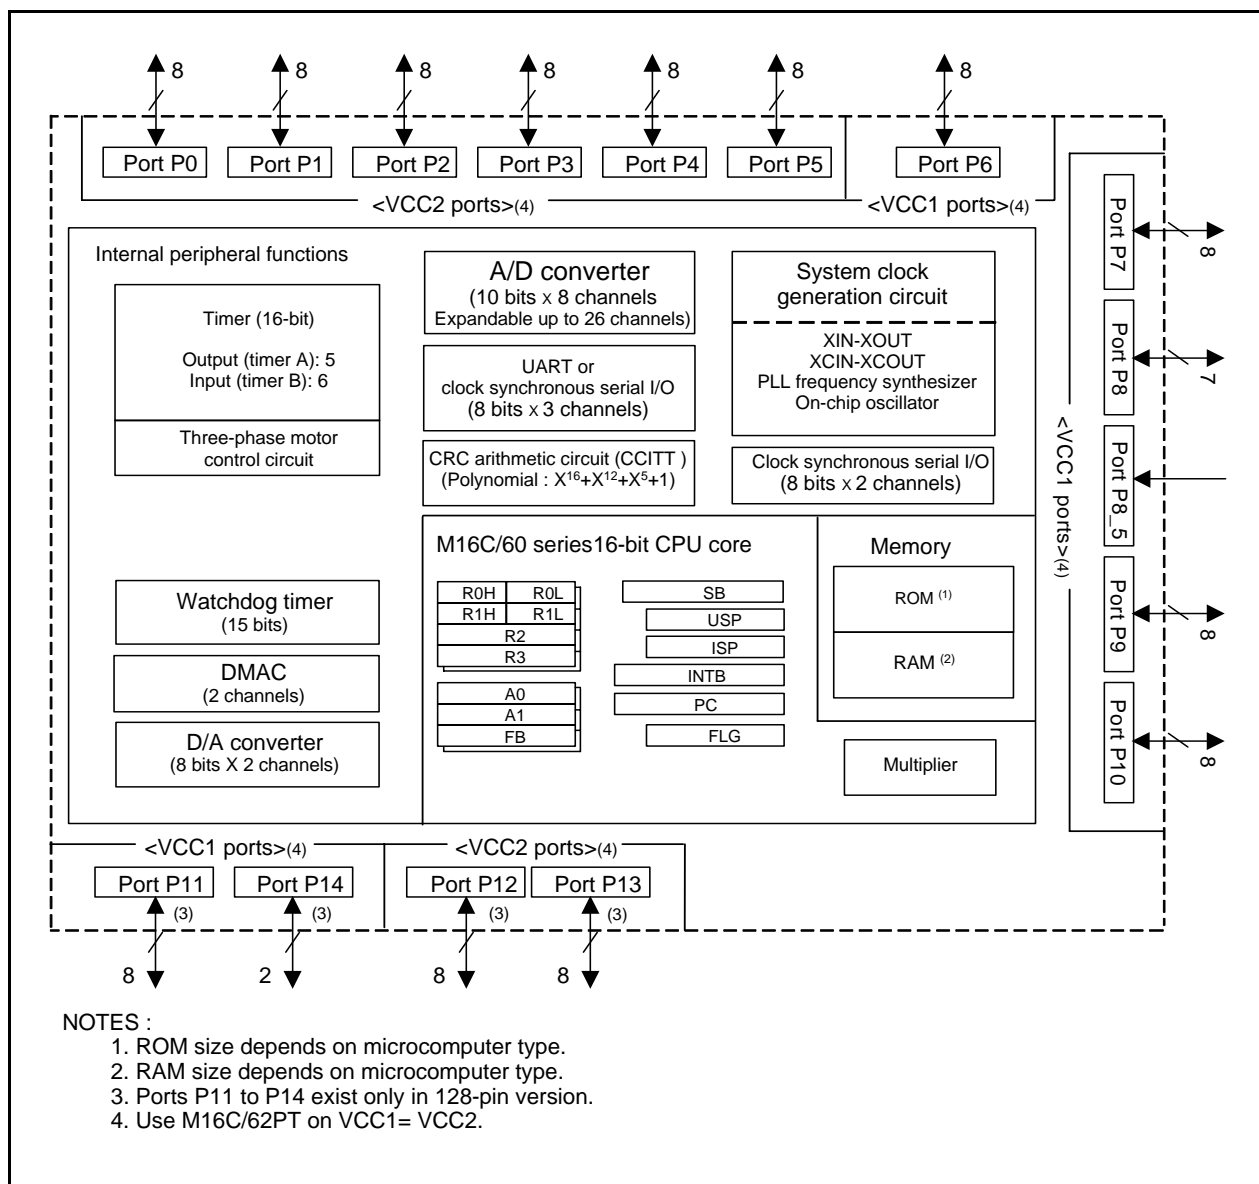 8 8 8 8 8 8 8
Port P0 Port P1 Port P2 Port P3 Port P4 Port P5 Port P6
<VCC2 ports>(4) <VCC1 ports>(4)
Internal peripheral functions
Timer (16-bit)
Output (timer A): 5
Input (timer B): 6
Three-phase motor
control circuit
Watchdog timer
(15 bits)
DMAC
(2 channels)
D/A converter
(8 bits X 2 channels)
A/D converter
(10 bits x 8 channels
Expandable up to 26 channels)
UART or
clock synchronous serial I/O
(8 bits x 3 channels)
CRC arithmetic circuit (CCITT )
(Polynomial : X¹⁶+X¹²+X⁵+1)
System clock
generation circuit
XIN-XOUT
XCIN-XCOUT
PLL frequency synthesizer
On-chip oscillator
Clock synchronous serial I/O
(8 bits x 2 channels)
M16C/60 series16-bit CPU core
R0H R0L
R1H R1L
R2
R3
A0
A1
FB
SB
USP
ISP
INTB
PC
FLG
Memory
ROM (1)
RAM (2)
Multiplier
<VCC1 ports>(4)
Port P7
8
Port P8
7
Port P8_5
Port P9
8
Port P10
8
<VCC1 ports>(4) <VCC2 ports>(4)
Port P11 Port P14 Port P12 Port P13
(3) (3) (3) (3)
8 2 8 8
NOTES :
1. ROM size depends on microcomputer type.
2. RAM size depends on microcomputer type.
3. Ports P11 to P14 exist only in 128-pin version.
4. Use M16C/62PT on VCC1= VCC2.